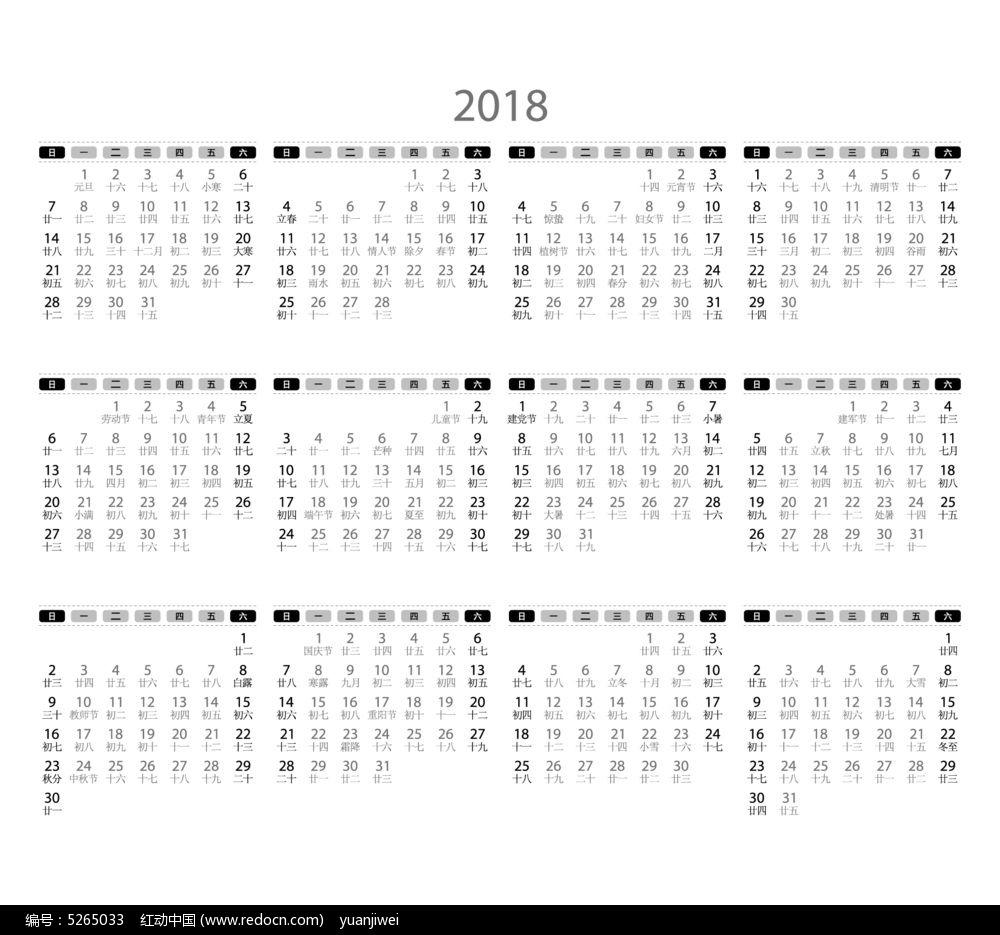 2018
日 一 二 三 四 五 六
1 2 3 4 5 6
元旦 十六 十七 十八 小寒 二十
7 8 9 10 11 12 13
廿一 廿二 廿三 廿四 廿五 廿六 廿七
14 15 16 17 18 19 20
廿八 廿九 三十 十二月 初二 初三 大寒
21 22 23 24 25 26 27
初五 初六 初七 初八 初九 初十 十一
28 29 30 31
十二 十三 十四 十五
日 一 二 三 四 五 六
1 2 3
十六 十七 十八
4 5 6 7 8 9 10
立春 二十 廿一 廿二 廿三 廿四 廿五
11 12 13 14 15 16 17
廿六 廿七 廿八 情人节 除夕 春节 初二
18 19 20 21 22 23 24
初三 雨水 初五 初六 初七 初八 初九
25 26 27 28
初十 十一 十二 十三
日 一 二 三 四 五 六
1 2 3
十四 元宵节 十六
4 5 6 7 8 9 10
十七 惊蛰 十九 二十 妇女节 廿二 廿三
11 12 13 14 15 16 17
廿四 植树节 廿六 廿七 廿八 廿九 二月
18 19 20 21 22 23 24
初二 初三 初四 春分 初六 初七 初八
25 26 27 28 29 30 31
初九 初十 十一 十二 十三 十四 十五
日 一 二 三 四 五 六
1 2 3 4 5 6 7
十六 十七 十八 十九 清明节 廿一 廿二
8 9 10 11 12 13 14
廿三 廿四 廿五 廿六 廿七 廿八 廿九
15 16 17 18 19 20 21
三十 三月 初二 初三 初四 谷雨 初六
22 23 24 25 26 27 28
初七 初八 初九 初十 十一 十二 十三
29 30
十四 十五
日 一 二 三 四 五 六
1 2 3 4 5
劳动节 十七 十八 青年节 立夏
6 7 8 9 10 11 12
廿一 廿二 廿三 廿四 廿五 廿六 廿七
13 14 15 16 17 18 19
廿八 廿九 四月 初二 初三 初四 初五
20 21 22 23 24 25 26
初六 小满 初八 初九 初十 十一 十二
27 28 29 30 31
十三 十四 十五 十六 十七
日 一 二 三 四 五 六
1 2
儿童节 十九
3 4 5 6 7 8 9
二十 廿一 廿二 芒种 廿四 廿五 廿六
10 11 12 13 14 15 16
廿七 廿八 廿九 三十 五月 初二 初三
17 18 19 20 21 22 23
初四 端午节 初六 初七 夏至 初九 初十
24 25 26 27 28 29 30
十一 十二 十三 十四 十五 十六 十七
日 一 二 三 四 五 六
1 2 3 4 5 6 7
建党节 十九 二十 廿一 廿二 廿三 小暑
8 9 10 11 12 13 14
廿五 廿六 廿七 廿八 廿九 六月 初二
15 16 17 18 19 20 21
初三 初四 初五 初六 初七 初八 初九
22 23 24 25 26 27 28
初十 大暑 十二 十三 十四 十五 十六
29 30 31
十七 十八 十九
日 一 二 三 四 五 六
1 2 3 4
建军节 廿一 廿二 廿三
5 6 7 8 9 10 11
廿四 廿五 立秋 廿七 廿八 廿九 七月
12 13 14 15 16 17 18
初二 初三 初四 初五 初六 初七 初八
19 20 21 22 23 24 25
初九 初十 十一 十二 处暑 十四 十五
26 27 28 29 30 31
十六 十七 十八 十九 二十 廿一
日 一 二 三 四 五 六
1
廿二
2 3 4 5 6 7 8
廿三 廿四 廿五 廿六 廿七 廿八 白露
9 10 11 12 13 14 15
三十 教师节 初二 初三 初四 初五 初六
16 17 18 19 20 21 22
初七 初八 初九 初十 十一 十二 十三
23 24 25 26 27 28 29
秋分 中秋节 十六 十七 十八 十九 二十
30
廿一
日 一 二 三 四 五 六
1 2 3 4 5 6
国庆节 廿三 廿四 廿五 廿六 廿七
7 8 9 10 11 12 13
廿八 寒露 九月 初二 初三 初四 初五
14 15 16 17 18 19 20
初六 初七 初八 重阳节 初十 十一 十二
21 22 23 24 25 26 27
十三 十四 霜降 十六 十七 十八 十九
28 29 30 31
二十 廿一 廿二 廿三
日 一 二 三 四 五 六
1 2 3
廿四 廿五 廿六
4 5 6 7 8 9 10
廿七 廿八 廿九 立冬 十月 初二 初三
11 12 13 14 15 16 17
初四 初五 初六 初七 初八 初九 初十
18 19 20 21 22 23 24
十一 十二 十三 十四 小雪 十六 十七
25 26 27 28 29 30
十八 十九 二十 廿一 廿二 廿三
日 一 二 三 四 五 六
1
廿四
2 3 4 5 6 7 8
廿五 廿六 廿七 廿八 廿九 大雪 初二
9 10 11 12 13 14 15
初三 初四 初五 初六 初七 初八 初九
16 17 18 19 20 21 22
初十 十一 十二 十三 十四 十五 冬至
23 24 25 26 27 28 29
十七 十八 十九 二十 廿一 廿二 廿三
30 31
廿四 廿五
编号：5265033 红动中国 (www.redocn.com) yuanjiwei